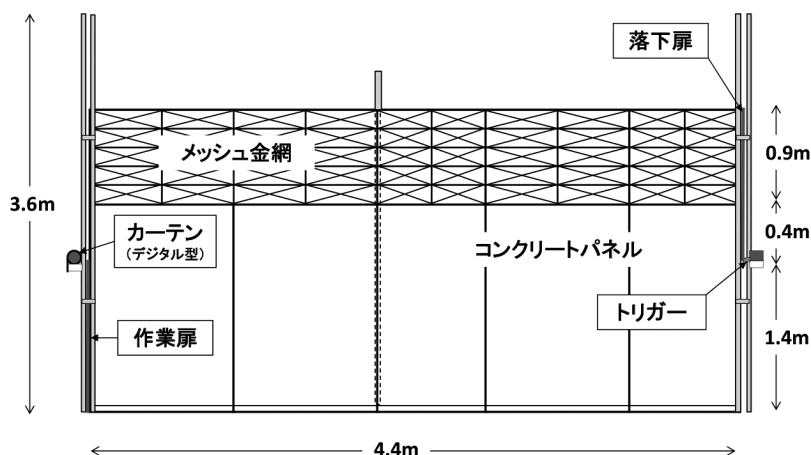 落下扉
メッシュ金網
0.9m
3.6m
カーテン
(デジタル型)
コンクリートパネル
0.4m
トリガー
作業扉
1.4m
4.4m